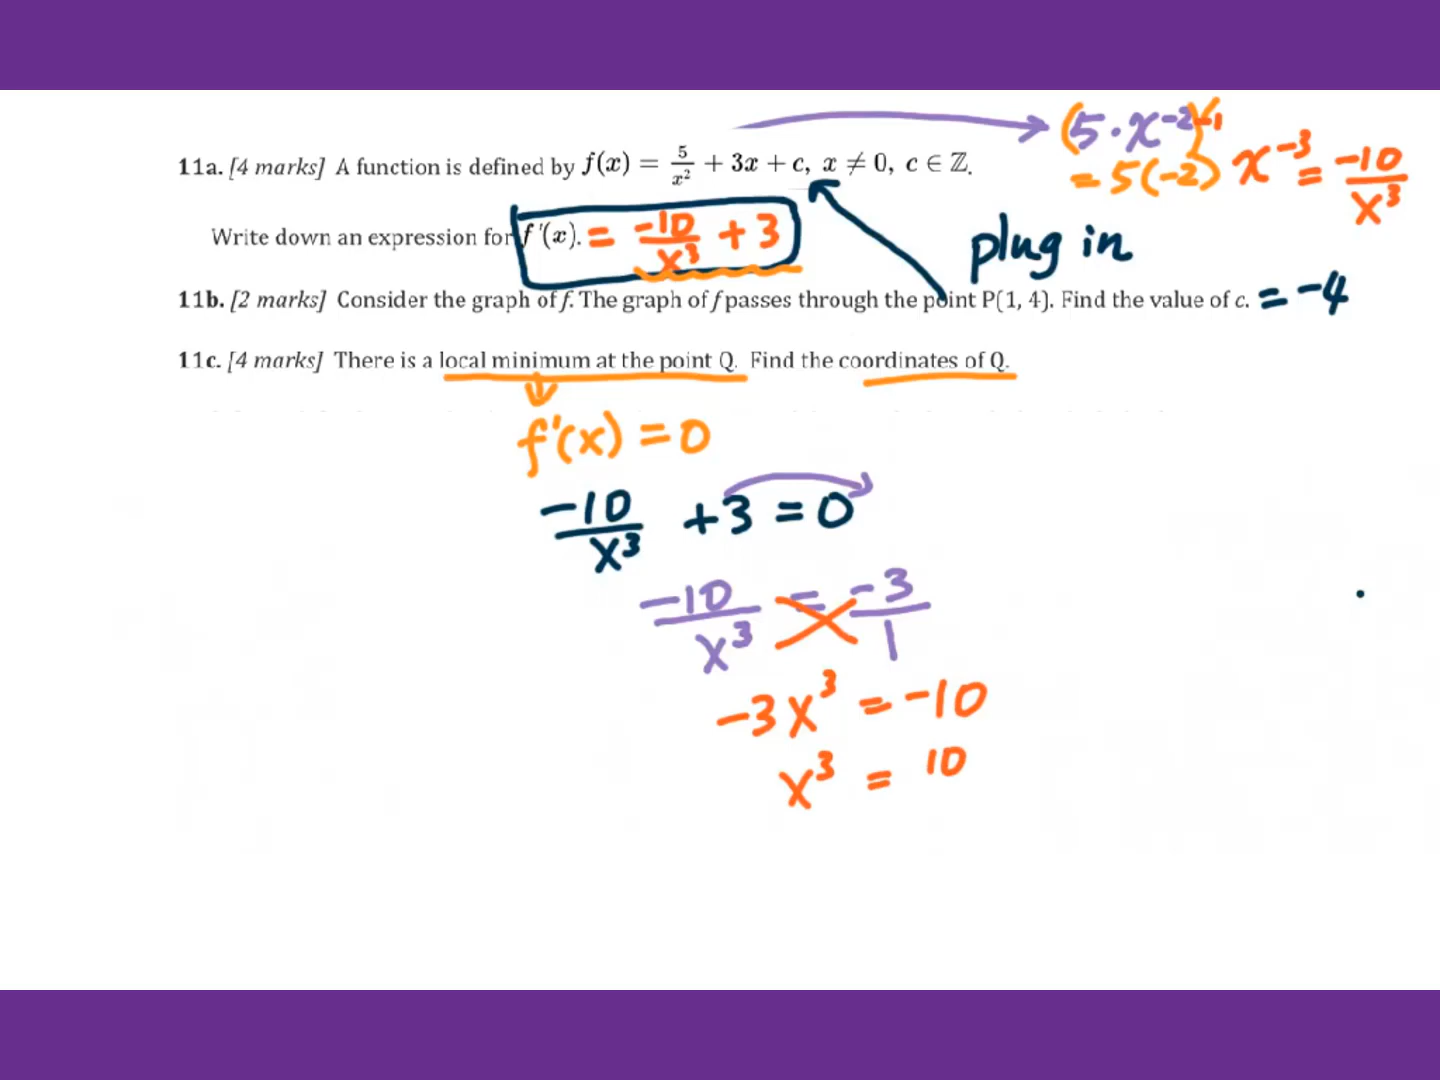 (5 · x⁻²)⁻¹
11a. [4 marks] A function is defined by f(x) = 5/x² + 3x + c, x ≠ 0, c ∈ ℤ.
= 5(-2) x⁻³ = -10/x³
Write down an expression for f'(x). = -10/x³ + 3
plug in
11b. [2 marks] Consider the graph of f. The graph of f passes through the point P(1, 4). Find the value of c. = -4
11c. [4 marks] There is a local minimum at the point Q. Find the coordinates of Q.
f'(x) = 0
-10/x³ + 3 = 0
-10/x³ = -3/1
-3x³ = -10
x³ = 10